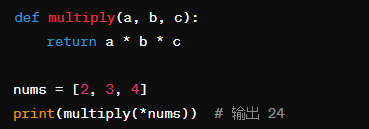 def multiply(a, b, c):
    return a * b * c

nums = [2, 3, 4]
print(multiply(*nums))  # 输出 24